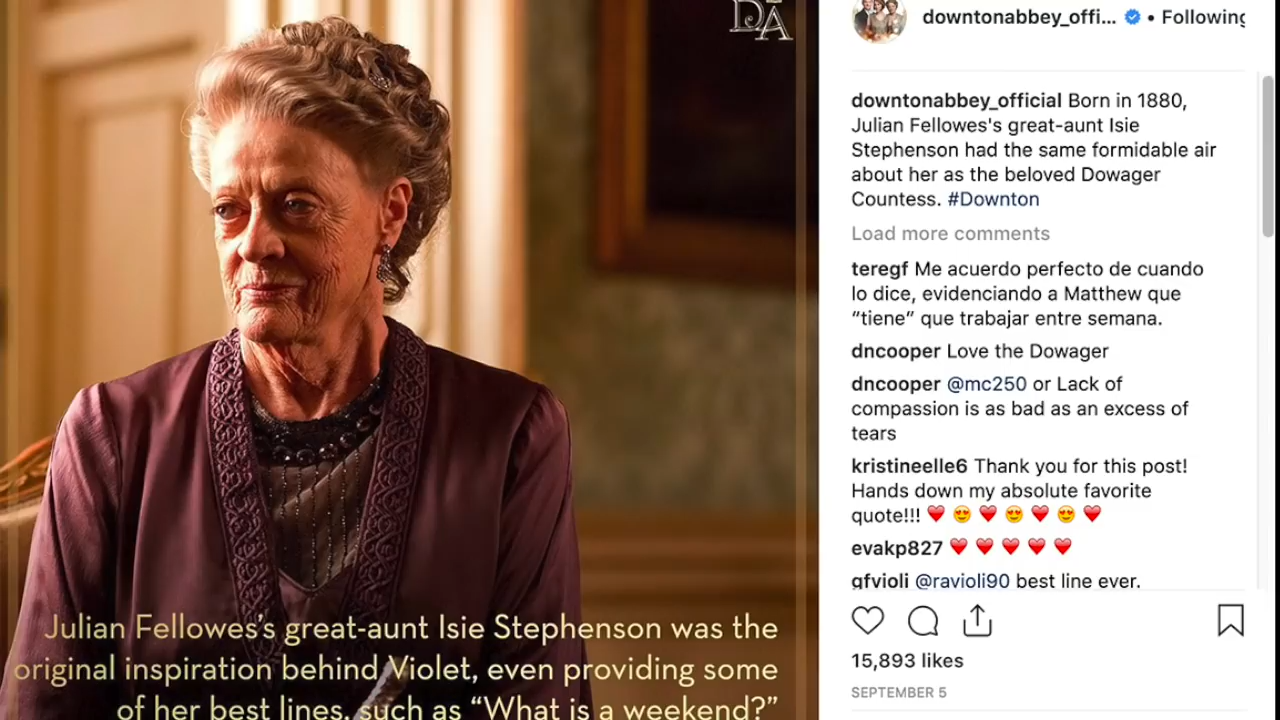 DA
Julian Fellowes's great-aunt Isie Stephenson was the
original inspiration behind Violet, even providing some
of her best lines, such as “What is a weekend?”
downtonabbey_offi... • Following
downtonabbey_official Born in 1880,
Julian Fellowes's great-aunt Isie
Stephenson had the same formidable air
about her as the beloved Dowager
Countess. #Downton
Load more comments
teregf Me acuerdo perfecto de cuando
lo dice, evidenciando a Matthew que
“tiene” que trabajar entre semana.
dncooper Love the Dowager
dncooper @mc250 or Lack of
compassion is as bad as an excess of
tears
kristineelle6 Thank you for this post!
Hands down my absolute favorite
quote!!! ❤️ 😍 ❤️ 😍 ❤️ 😍 ❤️
evakp827 ❤️ ❤️ ❤️ ❤️ ❤️
gfvioli @ravioli90 best line ever.
15,893 likes
SEPTEMBER 5